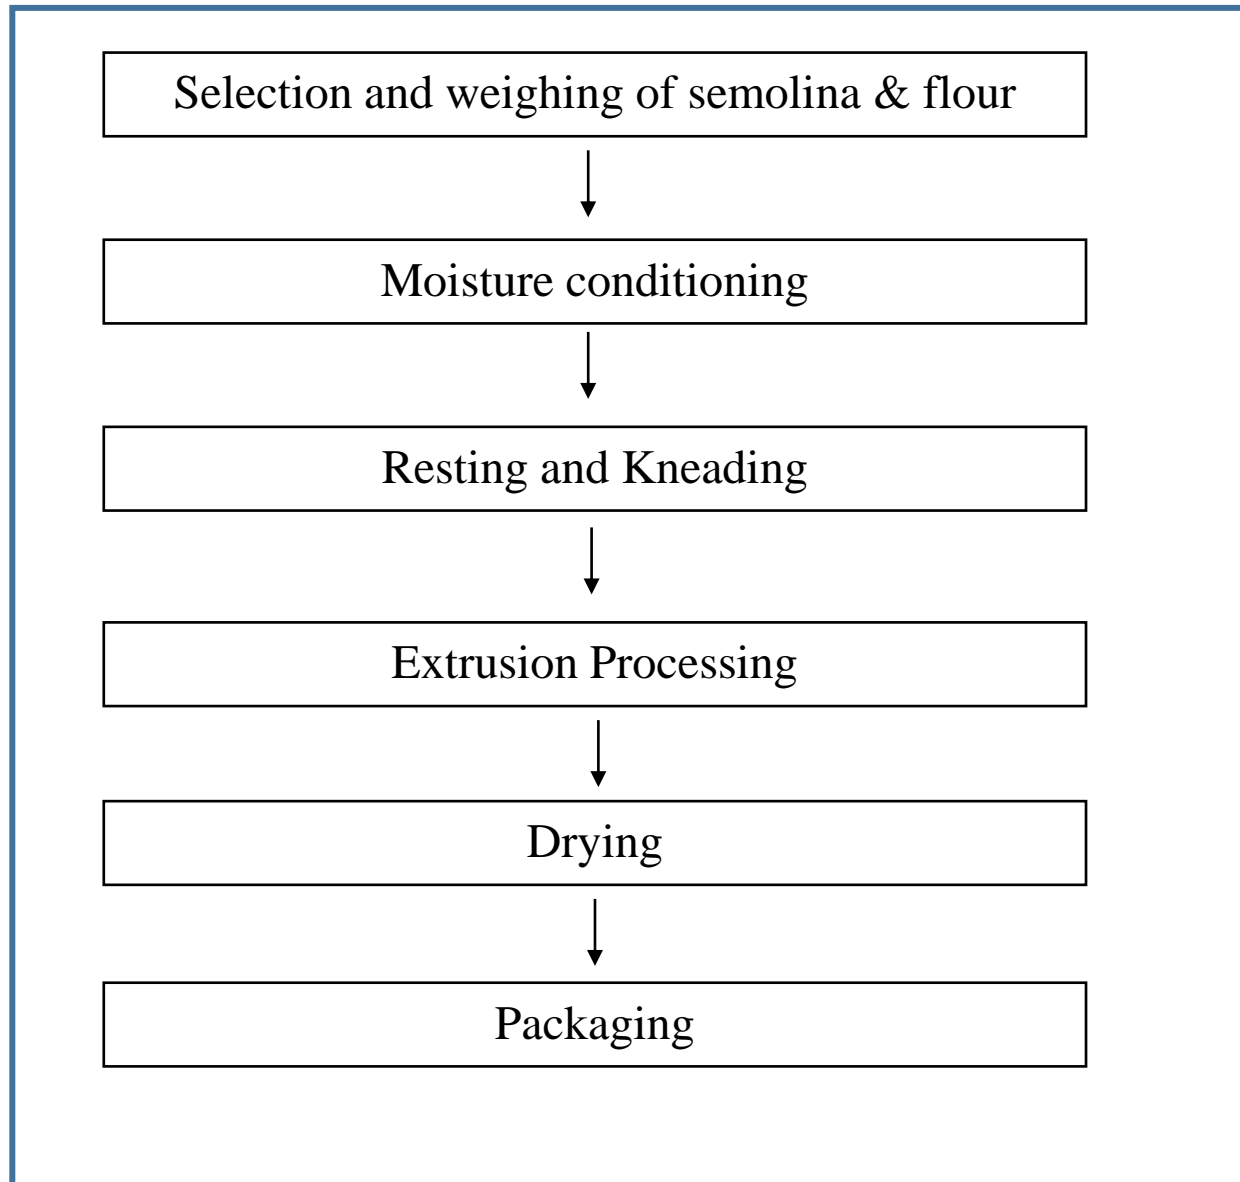 Selection and weighing of semolina & flour
Moisture conditioning
Resting and Kneading
Extrusion Processing
Drying
Packaging